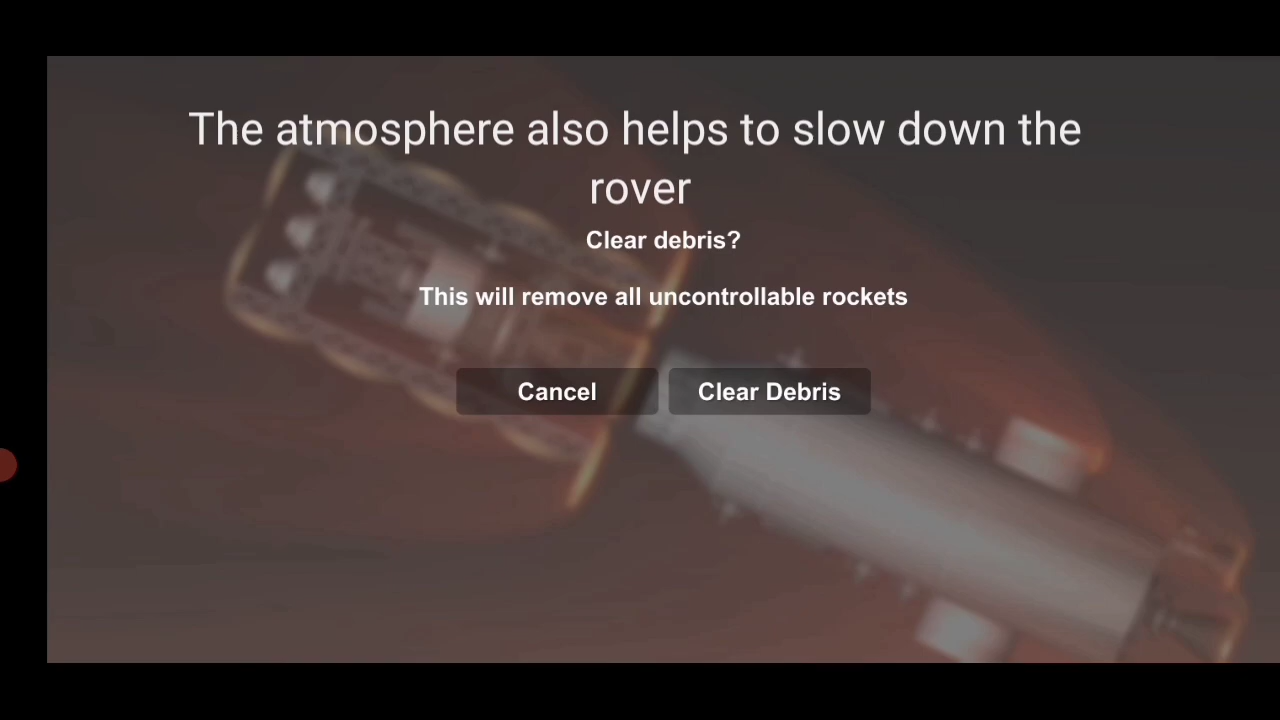 The atmosphere also helps to slow down the
rover
Clear debris?
This will remove all uncontrollable rockets
Cancel
Clear Debris